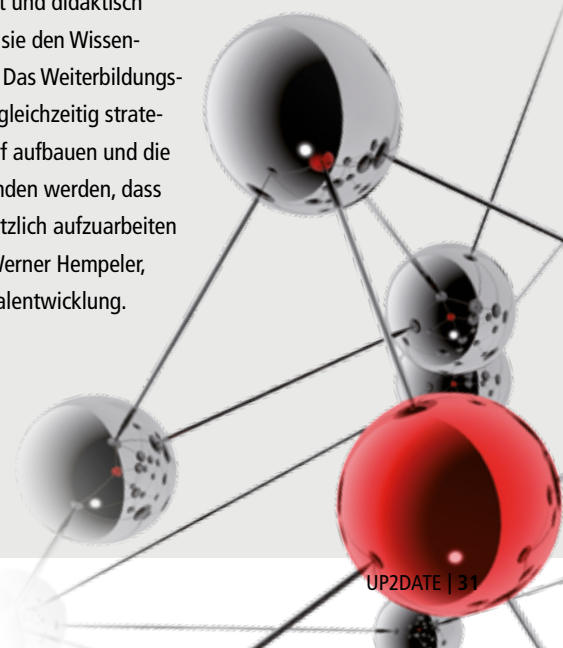 t und didaktisch
sie den Wissen-
Das Weiterbildungs-
gleichzeitig strate-
f aufbauen und die
nden werden, dass
tzlich aufzuarbeiten
Werner Hempeler,
alentwicklung.
UP2DATE | 31